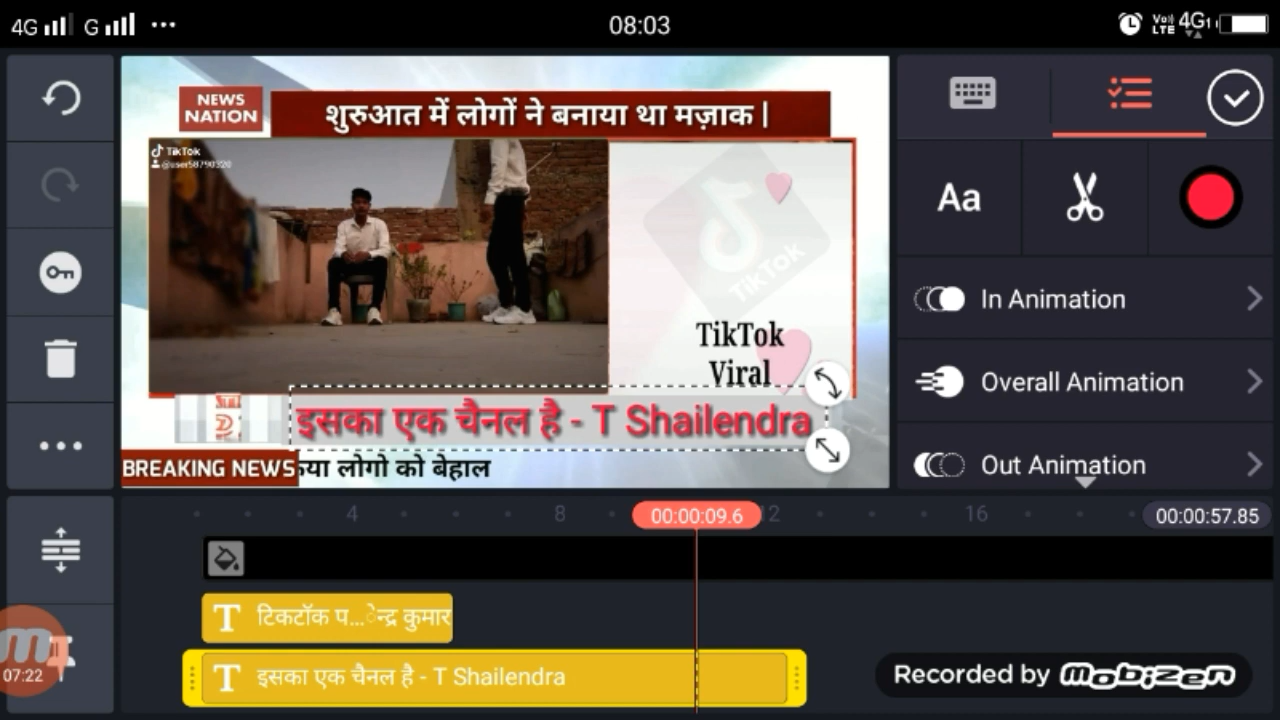 4G G 08:03 VoLTE 4G
NEWS
NATION
शुरुआत में लोगों ने बनाया था मज़ाक |
TikTok
TikTok
TikTok
Viral
इसका एक चैनल है - T Shailendra
BREAKING NEWS
लोगो को बेहाल
Aa
In Animation
Overall Animation
Out Animation
4 8 00:00:09.6 12 16 00:00:57.85
T टिकटॉक प...ेन्द्र कुमार
T इसका एक चैनल है - T Shailendra
07:22
Recorded by mobizen